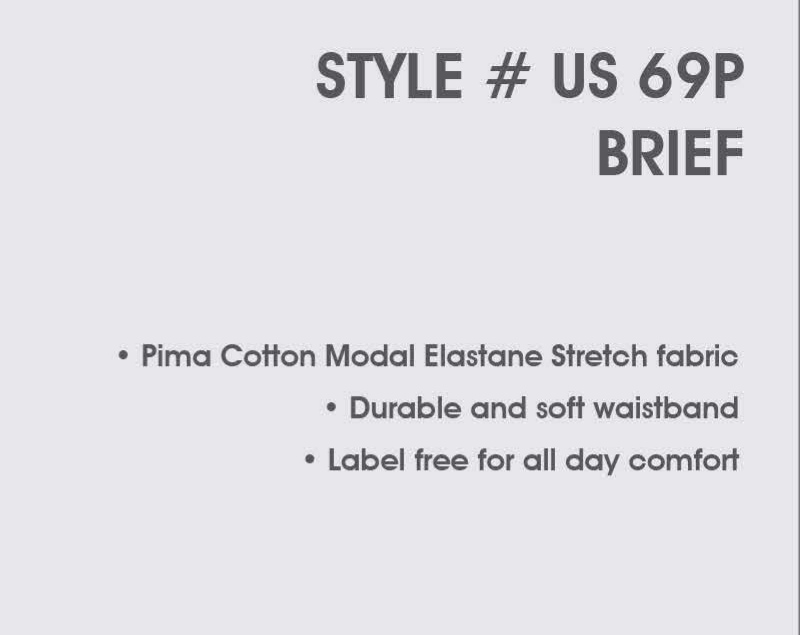 STYLE # US 69P
BRIEF
• Pima Cotton Modal Elastane Stretch fabric
• Durable and soft waistband
• Label free for all day comfort